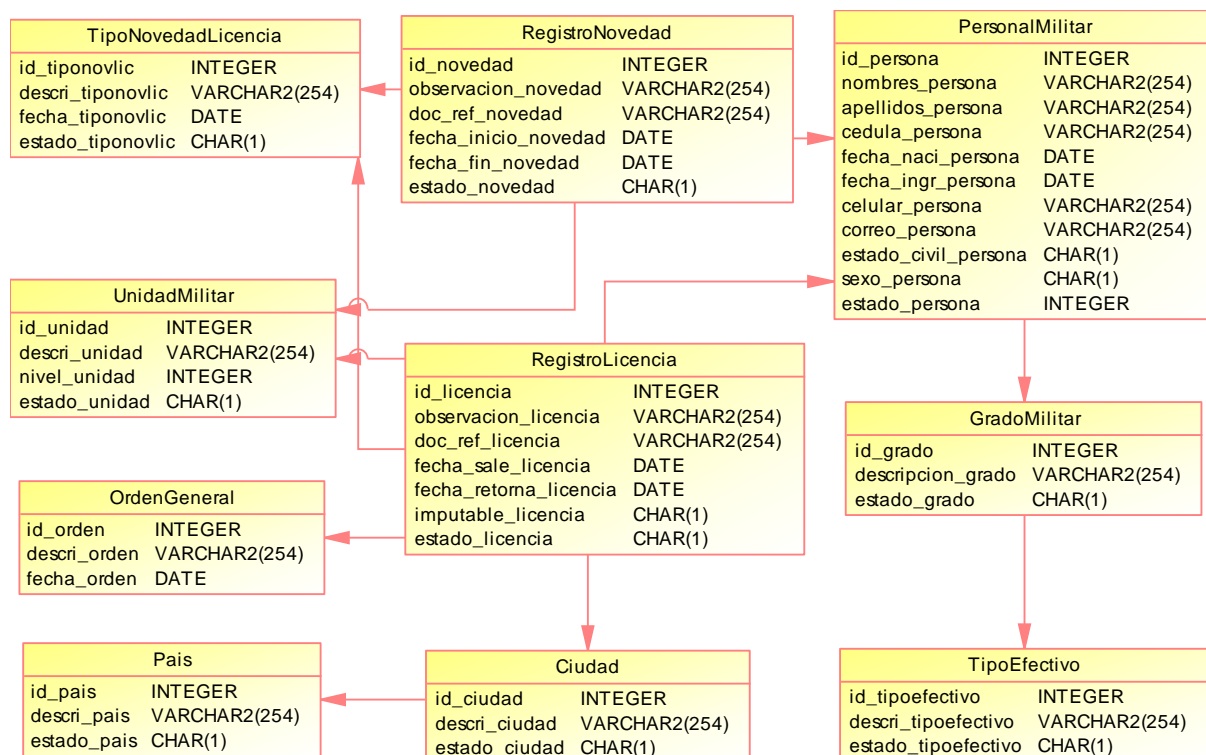 TipoNovedadLicencia
id_tiponovlic INTEGER
descri_tiponovlic VARCHAR2(254)
fecha_tiponovlic DATE
estado_tiponovlic CHAR(1)
RegistroNovedad
id_novedad INTEGER
observacion_novedad VARCHAR2(254)
doc_ref_novedad VARCHAR2(254)
fecha_inicio_novedad DATE
fecha_fin_novedad DATE
estado_novedad CHAR(1)
PersonalMilitar
id_persona INTEGER
nombres_persona VARCHAR2(254)
apellidos_persona VARCHAR2(254)
cedula_persona VARCHAR2(254)
fecha_naci_persona DATE
fecha_ingr_persona DATE
celular_persona VARCHAR2(254)
correo_persona VARCHAR2(254)
estado_civil_persona CHAR(1)
sexo_persona CHAR(1)
estado_persona INTEGER
UnidadMilitar
id_unidad INTEGER
descri_unidad VARCHAR2(254)
nivel_unidad INTEGER
estado_unidad CHAR(1)
RegistroLicencia
id_licencia INTEGER
observacion_licencia VARCHAR2(254)
doc_ref_licencia VARCHAR2(254)
fecha_sale_licencia DATE
fecha_retorna_licencia DATE
imputable_licencia CHAR(1)
estado_licencia CHAR(1)
GradoMilitar
id_grado INTEGER
descripcion_grado VARCHAR2(254)
estado_grado CHAR(1)
OrdenGeneral
id_orden INTEGER
descri_orden VARCHAR2(254)
fecha_orden DATE
Pais
id_pais INTEGER
descri_pais VARCHAR2(254)
estado_pais CHAR(1)
Ciudad
id_ciudad INTEGER
descri_ciudad VARCHAR2(254)
estado_ciudad CHAR(1)
TipoEfectivo
id_tipoefectivo INTEGER
descri_tipoefectivo VARCHAR2(254)
estado_tipoefectivo CHAR(1)